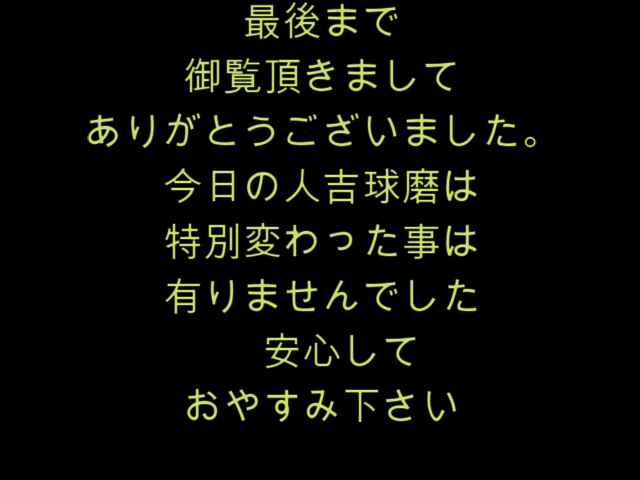 最後まで
御覧頂きまして
ありがとうございました。
今日の人吉球磨は
特別変わった事は
有りませんでした
安心して
おやすみ下さい